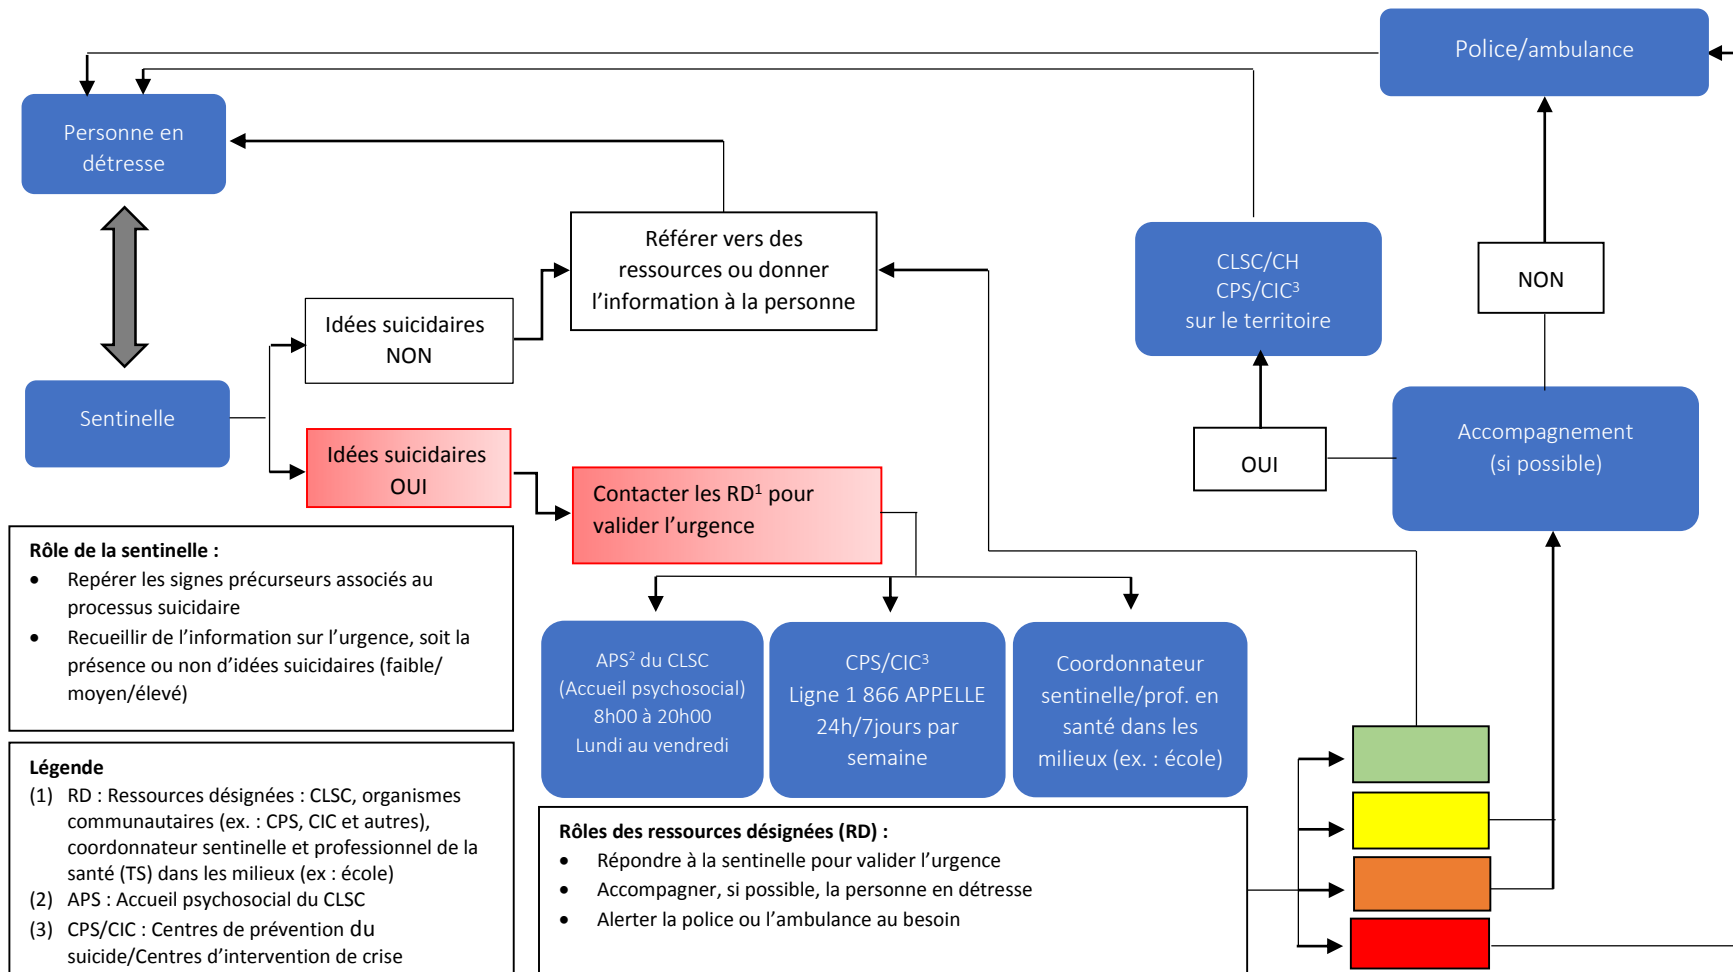 Police/ambulance
Personne en
détresse
Référer vers des
ressources ou donner
l’information à la personne
CLSC/CH
CPS/CIC³
sur le territoire
NON
Idées suicidaires
NON
Sentinelle
Accompagnement
(si possible)
OUI
Idées suicidaires
OUI
Contacter les RD¹ pour
valider l’urgence
Rôle de la sentinelle :
• Repérer les signes précurseurs associés au
processus suicidaire
• Recueillir de l’information sur l’urgence, soit la
présence ou non d’idées suicidaires (faible/
moyen/élevé)
APS² du CLSC
(Accueil psychosocial)
8h00 à 20h00
Lundi au vendredi
CPS/CIC³
Ligne 1 866 APPELLE
24h/7jours par
semaine
Coordonnateur
sentinelle/prof. en
santé dans les
milieux (ex. : école)
Légende
(1) RD : Ressources désignées : CLSC, organismes
communautaires (ex. : CPS, CIC et autres),
coordonnateur sentinelle et professionnel de la
santé (TS) dans les milieux (ex : école)
(2) APS : Accueil psychosocial du CLSC
(3) CPS/CIC : Centres de prévention du
suicide/Centres d’intervention de crise
Rôles des ressources désignées (RD) :
• Répondre à la sentinelle pour valider l’urgence
• Accompagner, si possible, la personne en détresse
• Alerter la police ou l’ambulance au besoin